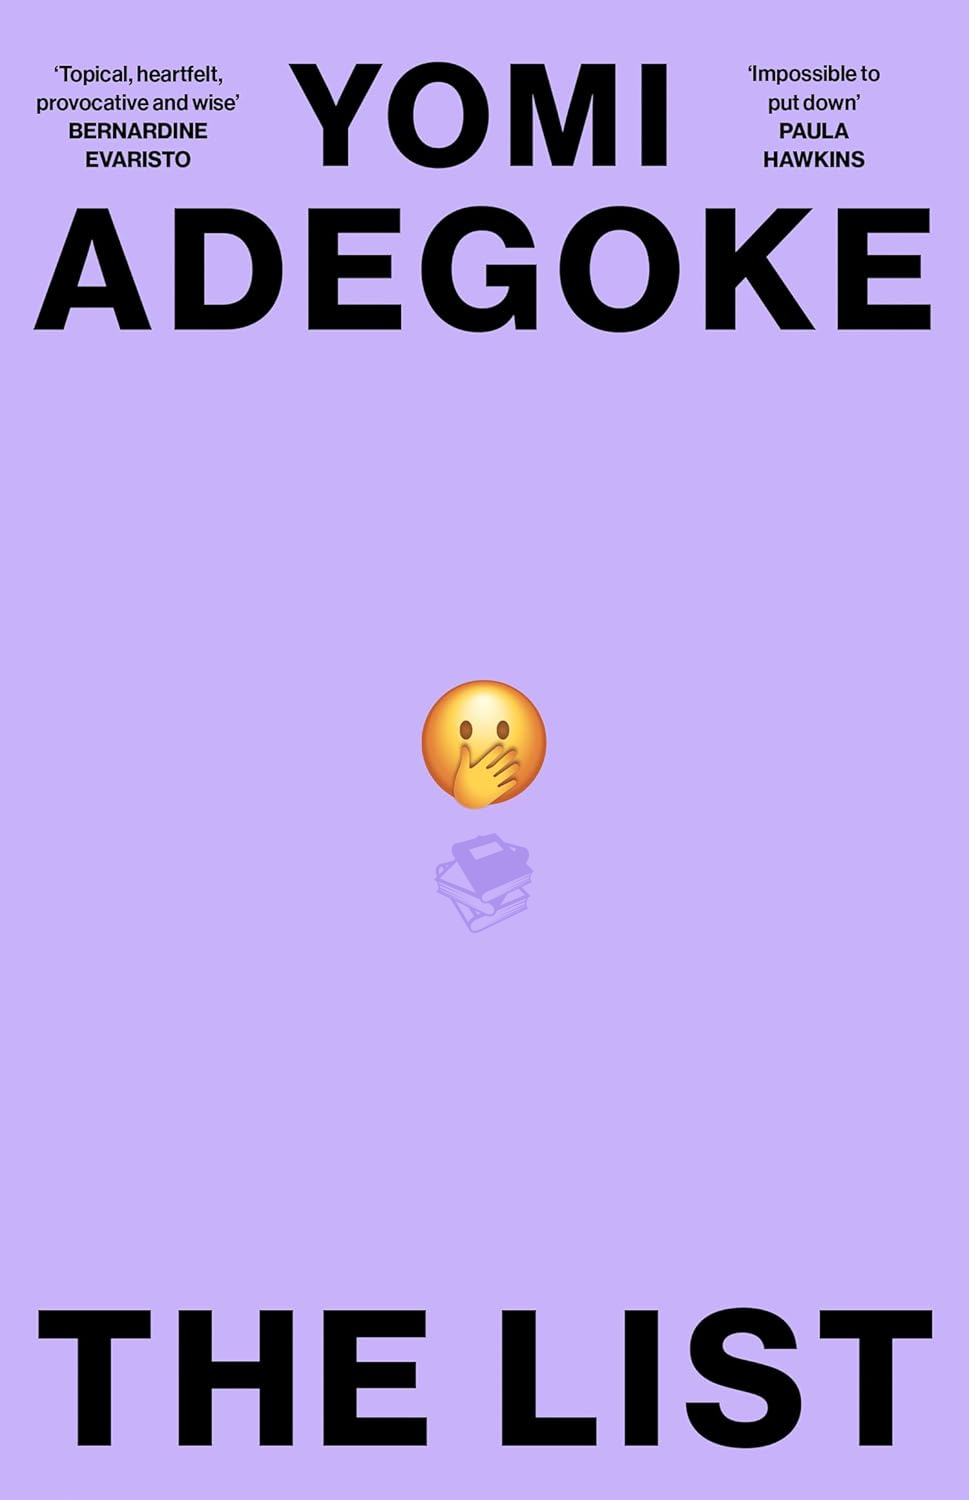 ‘Topical, heartfelt,
provocative and wise’
BERNARDINE
EVARISTO
YOMI
‘Impossible to
put down’
PAULA
HAWKINS
ADEGOKE
THE LIST